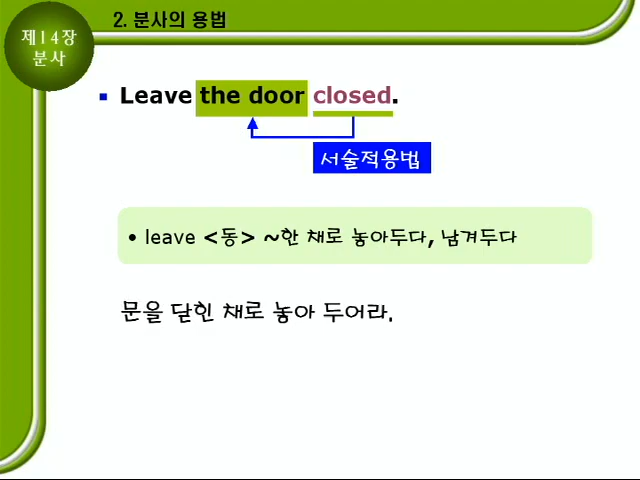 제14장
분사
2. 분사의 용법
▪ Leave the door closed.
서술적용법
• leave <동> ~한 채로 놓아두다, 남겨두다
문을 닫힌 채로 놓아 두어라.